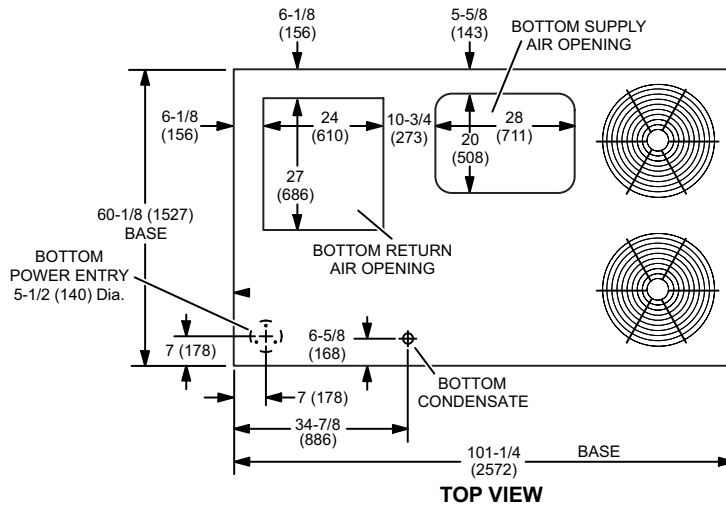 6-1/8
(156)
5-5/8
(143)
BOTTOM SUPPLY
AIR OPENING
6-1/8
(156)
24
(610)
10-3/4
(273)
28
(711)
20
(508)
27
(686)
60-1/8 (1527)
BASE
BOTTOM
POWER ENTRY
5-1/2 (140) Dia.
BOTTOM RETURN
AIR OPENING
7 (178)
6-5/8
(168)
7 (178)
BOTTOM
CONDENSATE
34-7/8
(886)
101-1/4
(2572)
BASE
TOP VIEW